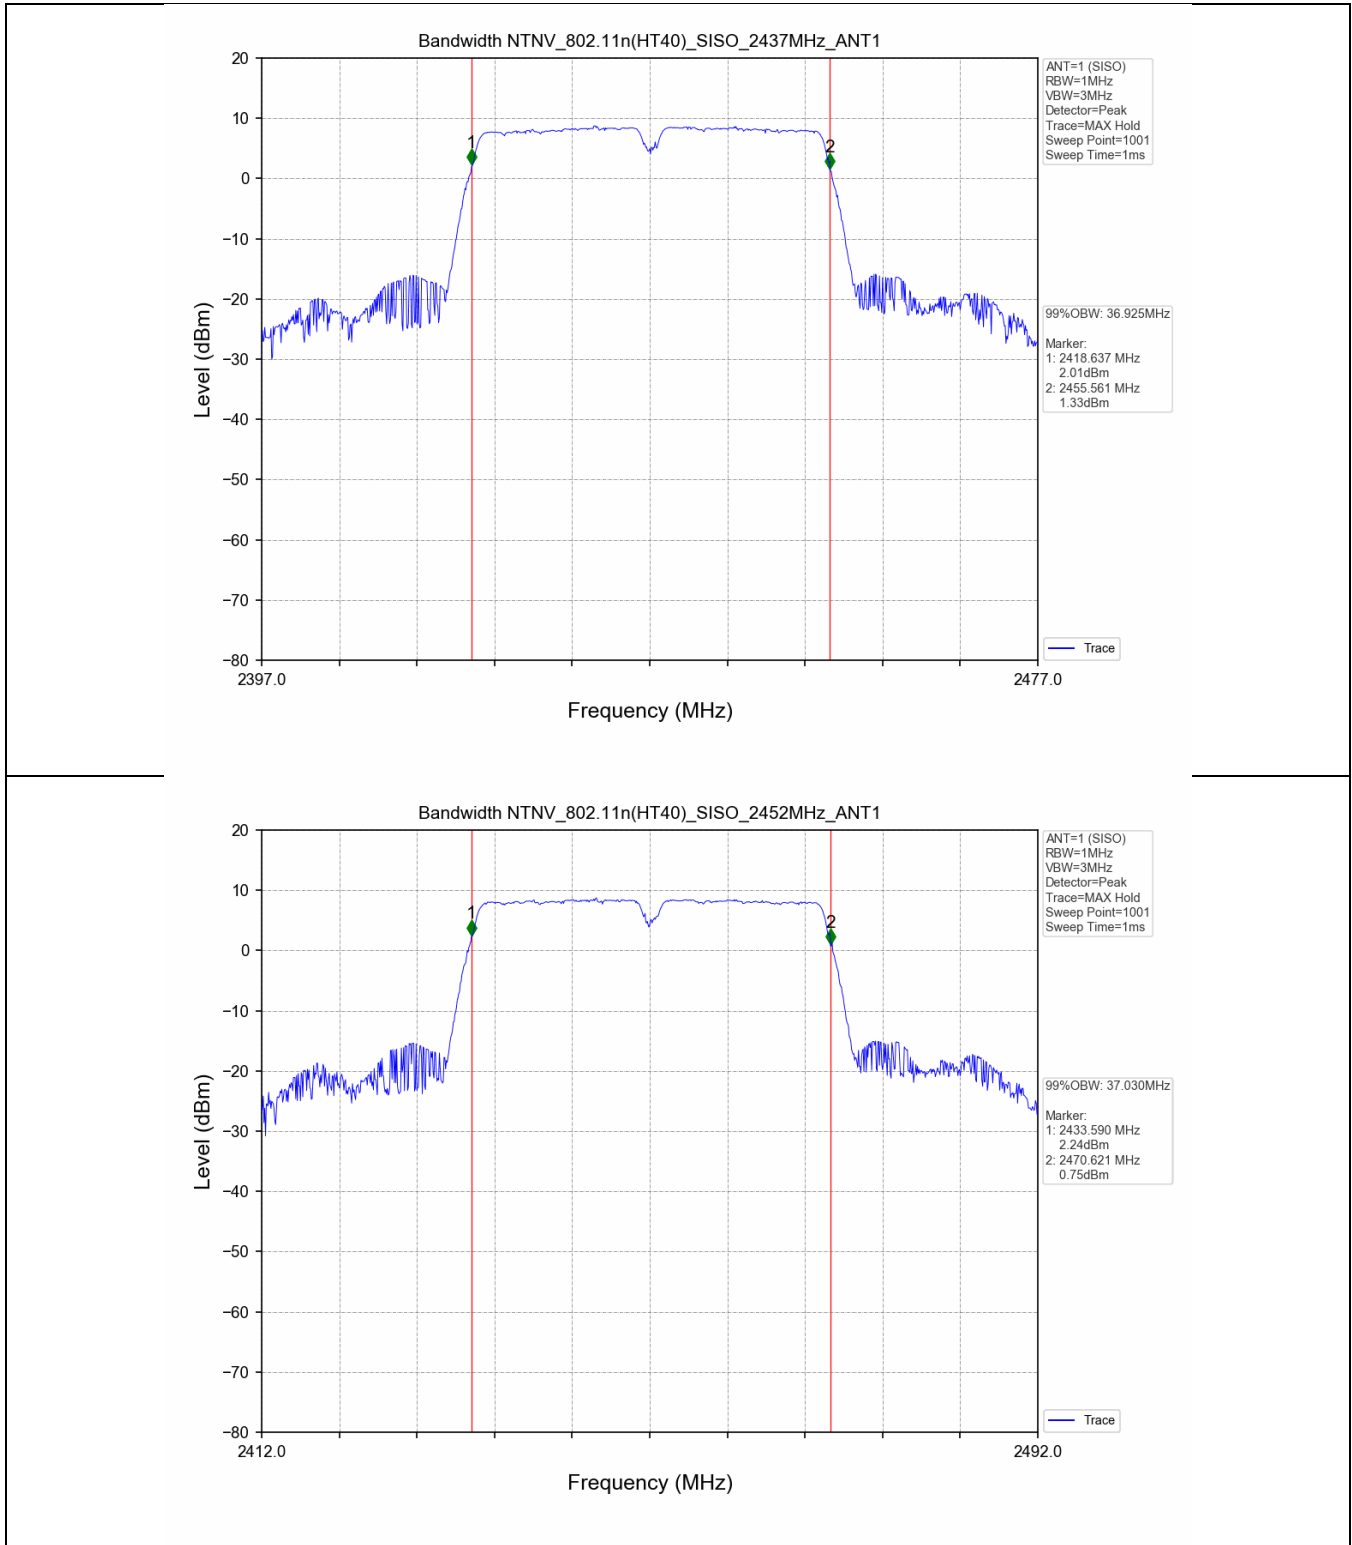 Bandwidth NTNV_802.11n(HT40)_SISO_2437MHz_ANT1
20
10
0
−10
−20
−30
−40
−50
−60
−70
−80
Level (dBm)
1
2
2397.0
2477.0
Frequency (MHz)
ANT=1 (SISO)
RBW=1MHz
VBW=3MHz
Detector=Peak
Trace=MAX Hold
Sweep Point=1001
Sweep Time=1ms
99%OBW: 36.925MHz
Marker:
1: 2418.637 MHz
2.01dBm
2: 2455.561 MHz
1.33dBm
Trace
Bandwidth NTNV_802.11n(HT40)_SISO_2452MHz_ANT1
20
10
0
−10
−20
−30
−40
−50
−60
−70
−80
Level (dBm)
1
2
2412.0
2492.0
Frequency (MHz)
ANT=1 (SISO)
RBW=1MHz
VBW=3MHz
Detector=Peak
Trace=MAX Hold
Sweep Point=1001
Sweep Time=1ms
99%OBW: 37.030MHz
Marker:
1: 2433.590 MHz
2.24dBm
2: 2470.621 MHz
0.75dBm
Trace